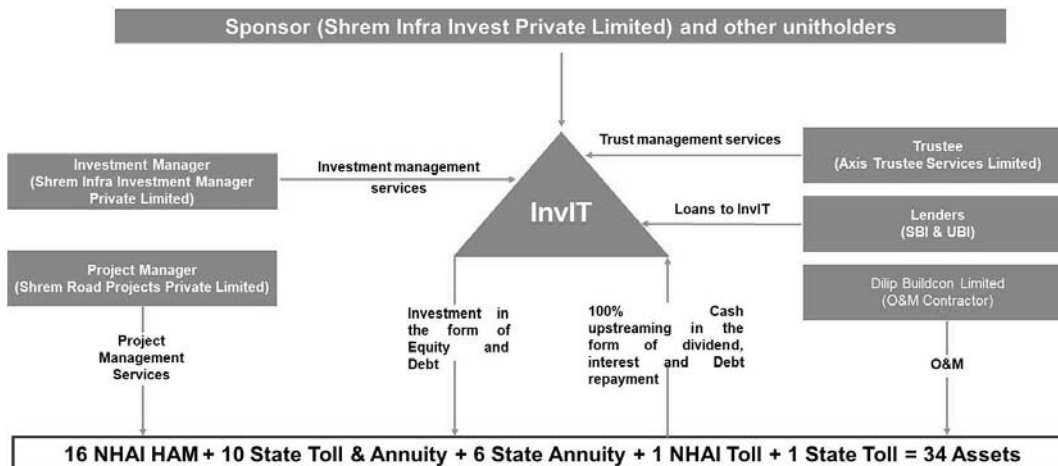 Sponsor (Shrem Infra Invest Private Limited) and other unitholders
Trust management services
Trustee
(Axis Trustee Services Limited)
Investment Manager
(Shrem Infra Investment Manager
Private Limited)
Investment management
services
InvIT
Loans to InvIT
Lenders
(SBI & UBI)
Project Manager
(Shrem Road Projects Private Limited)
Dilip Buildcon Limited
(O&M Contractor)
Project
Management
Services
Investment in
the form of
Equity and
Debt
100% Cash
upstreaming in the
form of dividend,
interest and Debt
repayment
O&M
16 NHAI HAM + 10 State Toll & Annuity + 6 State Annuity + 1 NHAI Toll + 1 State Toll = 34 Assets